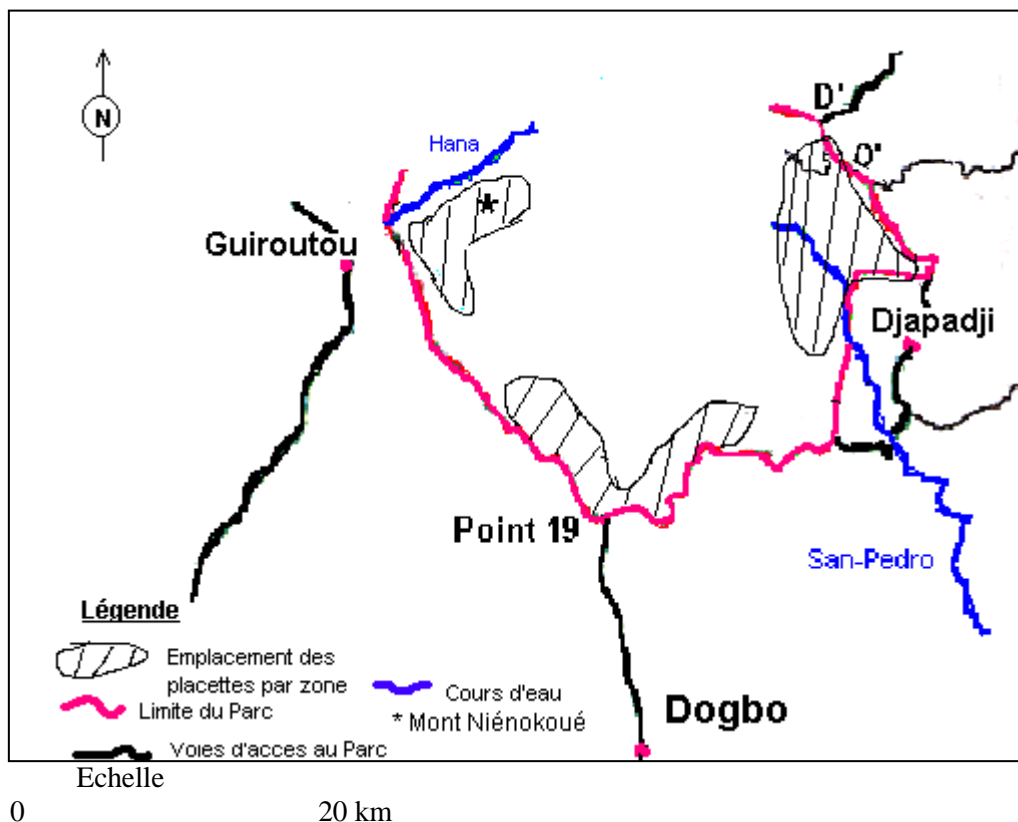 D'
O'
Hana
N
*
Guiroutou
Djapadji
Point 19
San-Pedro
Légende
Emplacement des
placettes par zone
Cours d'eau
Limite du Parc
* Mont Niénokoué
Dogbo
Voies d'acces au Parc
Echelle
0 20 km